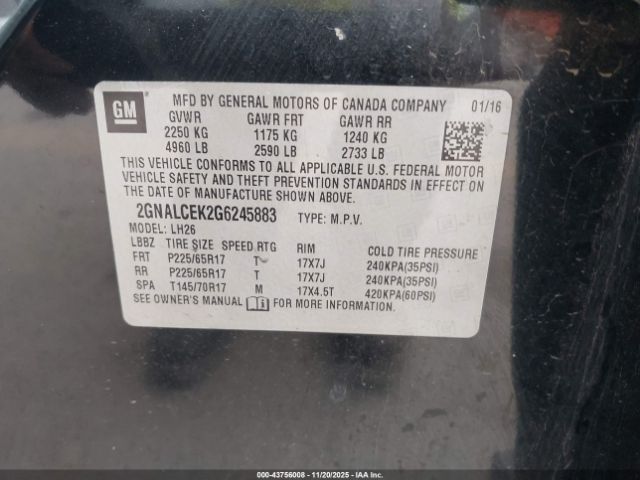 GM
MFD BY GENERAL MOTORS OF CANADA COMPANY 01/16
GVWR GAWR FRT GAWR RR
2250 KG 1175 KG 1240 KG
4960 LB 2590 LB 2733 LB
THIS VEHICLE CONFORMS TO ALL APPLICABLE U.S. FEDERAL MOTOR
VEHICLE SAFETY AND THEFT PREVENTION STANDARDS IN EFFECT ON
THE DATE OF MANUFACTURE SHOWN ABOVE.
2GNALCEK2G6245883 TYPE: M.P.V.
MODEL: LH26
LBBZ TIRE SIZE SPEED RTG RIM COLD TIRE PRESSURE
FRT P225/65R17 T 17X7J 240KPA(35PSI)
RR P225/65R17 T 17X7J 240KPA(35PSI)
SPA T145/70R17 M 17X4.5T 420KPA(60PSI)
SEE OWNER'S MANUAL FOR MORE INFORMATION.
000-43756008 - 11/20/2025 - IAAI.COM